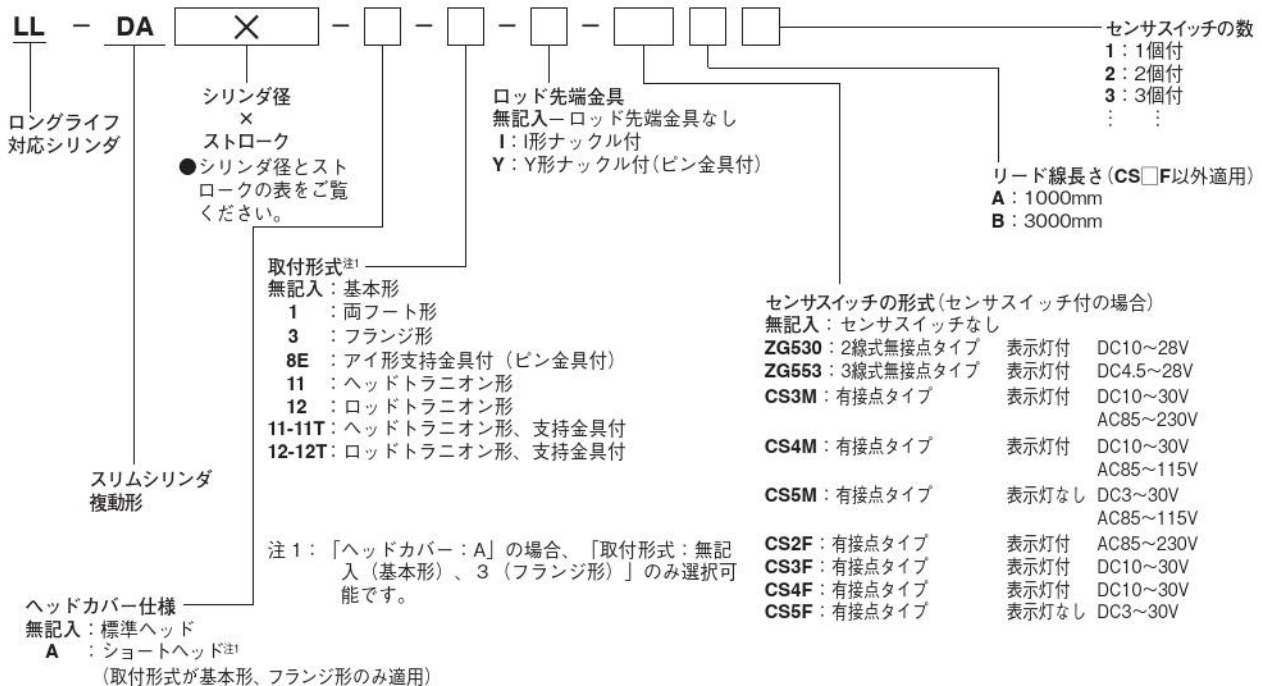 LL － DA × － － － －
センサスイッチの数
1：1個付
2：2個付
3：3個付
⋮ ⋮
リード線長さ(CS□F以外適用)
A：1000mm
B：3000mm
ロングライフ
対応シリンダ
シリンダ径
×
ストローク
●シリンダ径とスト
ロークの表をご覧
ください。
ロッド先端金具
無記入－ロッド先端金具なし
I：I形ナックル付
Y：Y形ナックル付(ピン金具付)
取付形式注1
無記入：基本形
1：両フート形
3：フランジ形
8E：アイ形支持金具付（ピン金具付）
11：ヘッドトラニオン形
12：ロッドトラニオン形
11-11T：ヘッドトラニオン形、支持金具付
12-12T：ロッドトラニオン形、支持金具付
センサスイッチの形式(センサスイッチ付の場合)
無記入：センサスイッチなし
ZG530：2線式無接点タイプ 表示灯付 DC10～28V
ZG553：3線式無接点タイプ 表示灯付 DC4.5～28V
CS3M：有接点タイプ 表示灯付 DC10～30V
AC85～230V
CS4M：有接点タイプ 表示灯付 DC10～30V
AC85～115V
CS5M：有接点タイプ 表示灯なし DC3～30V
AC85～115V
CS2F：有接点タイプ 表示灯付 AC85～230V
CS3F：有接点タイプ 表示灯付 DC10～30V
CS4F：有接点タイプ 表示灯付 DC10～30V
CS5F：有接点タイプ 表示灯なし DC3～30V
スリムシリンダ
複動形
注1：「ヘッドカバー：A」の場合、「取付形式：無記
入（基本形）、3（フランジ形）」のみ選択可
能です。
ヘッドカバー仕様
無記入：標準ヘッド
A：ショートヘッド注1
(取付形式が基本形、フランジ形のみ適用)